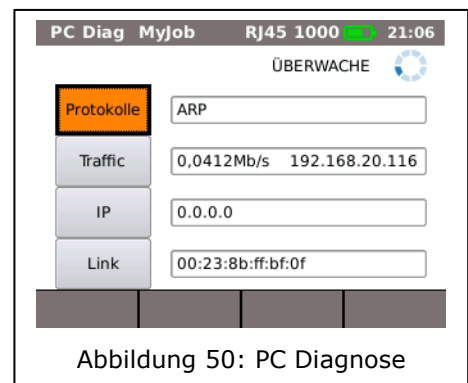 PC Diag MyJob RJ45 1000 21:06
ÜBERWACHE
Protokolle ARP
Traffic 0,0412Mb/s 192.168.20.116
IP 0.0.0.0
Link 00:23:8b:ff:bf:0f
Abbildung 50: PC Diagnose